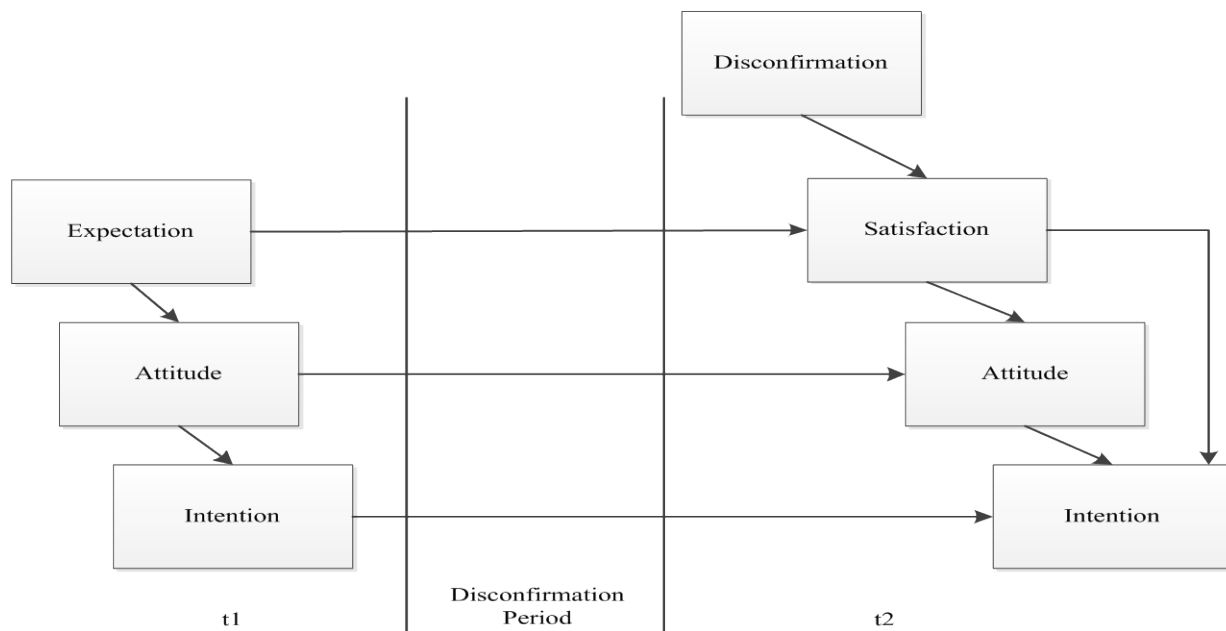 Disconfirmation
Expectation
Satisfaction
Attitude
Attitude
Intention
Intention
t1
Disconfirmation
Period
t2